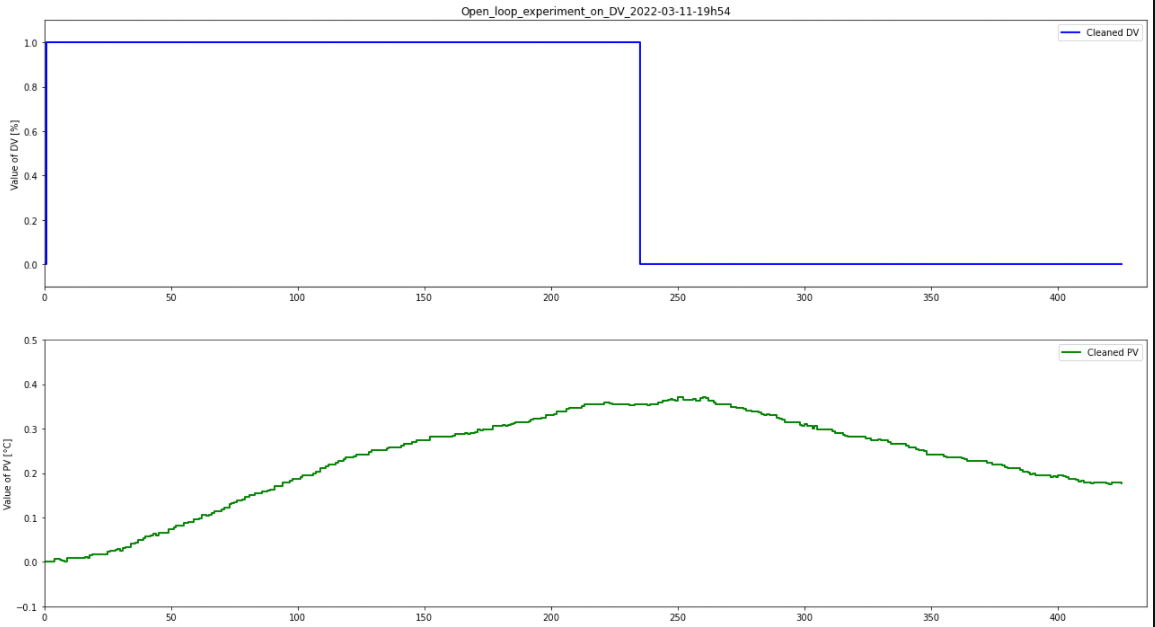 Open_loop_experiment_on_DV_2022-03-11-19h54
Cleaned DV
Value of DV [%]
1.0
0.8
0.6
0.4
0.2
0.0
0 50 100 150 200 250 300 350 400
Cleaned PV
Value of PV [°C]
0.5
0.4
0.3
0.2
0.1
0.0
−0.1
0 50 100 150 200 250 300 350 400